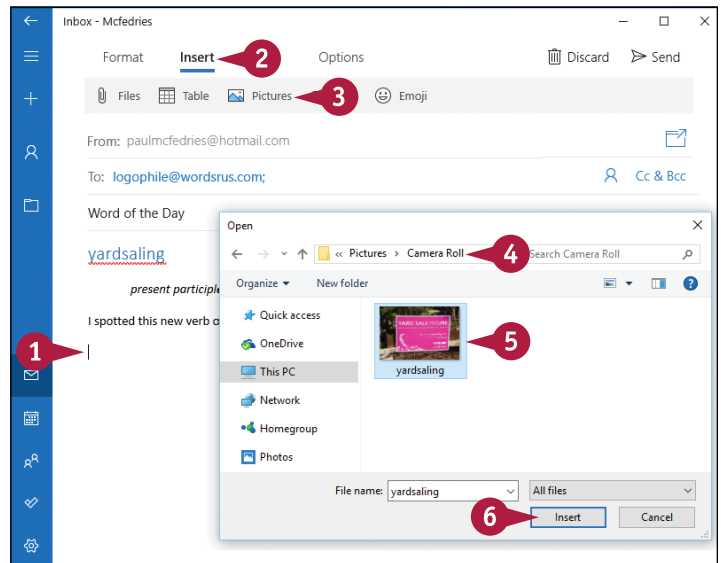 Inbox - Mcfedries
Format Insert 2 Options Discard Send
Files Table Pictures 3 Emoji
From: paulmcfedries@hotmail.com
To: logophile@wordsrus.com; Cc & Bcc
Word of the Day
yardsaling
present participl
I spotted this new verb
1
Open
« Pictures › Camera Roll 4 Search Camera Roll
Organize New folder
Quick access
OneDrive
This PC
Network
Homegroup
Photos
YARD SALE
yardsaling
5
File name: yardsaling All files
6 Insert Cancel